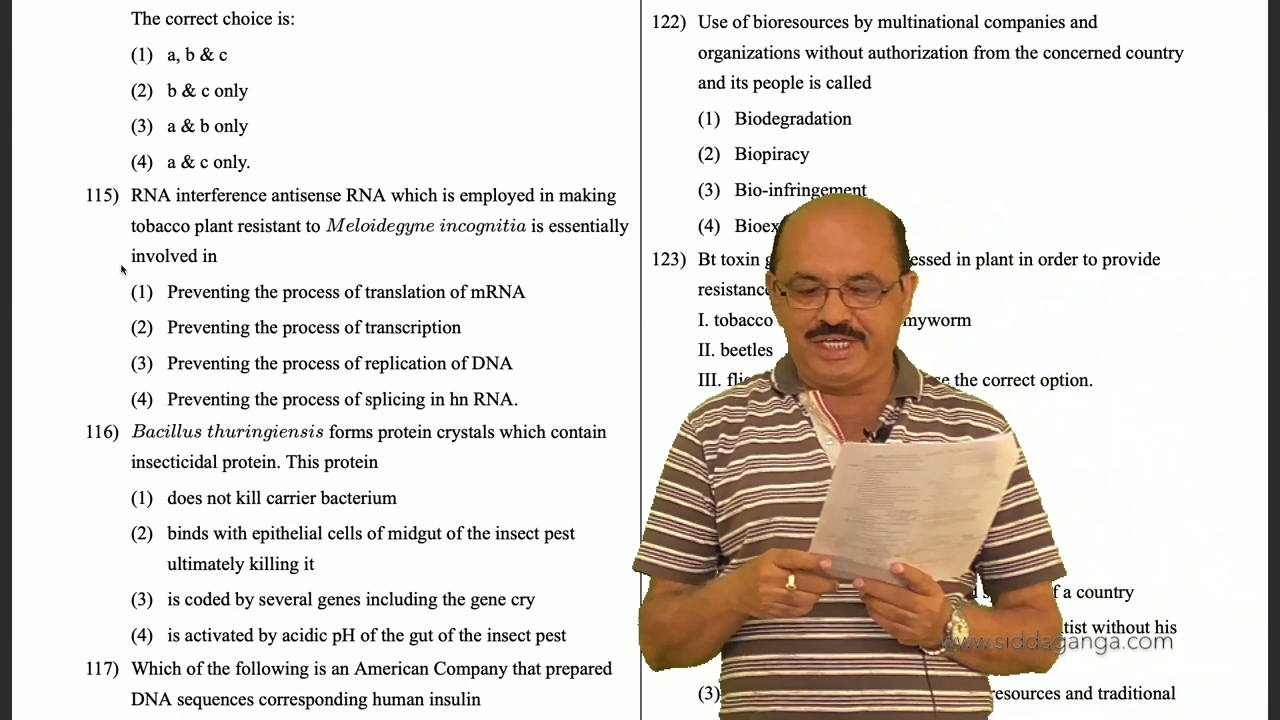 The correct choice is:
(1) a, b & c
(2) b & c only
(3) a & b only
(4) a & c only.
115) RNA interference antisense RNA which is employed in making
tobacco plant resistant to Meloidegyne incognitia is essentially
involved in
(1) Preventing the process of translation of mRNA
(2) Preventing the process of transcription
(3) Preventing the process of replication of DNA
(4) Preventing the process of splicing in hn RNA.
116) Bacillus thuringiensis forms protein crystals which contain
insecticidal protein. This protein
(1) does not kill carrier bacterium
(2) binds with epithelial cells of midgut of the insect pest
ultimately killing it
(3) is coded by several genes including the gene cry
(4) is activated by acidic pH of the gut of the insect pest
117) Which of the following is an American Company that prepared
DNA sequences corresponding human insulin
122) Use of bioresources by multinational companies and
organizations without authorization from the concerned country
and its people is called
(1) Biodegradation
(2) Biopiracy
(3) Bio-infringement
(4)
123) Bt toxin in plant in order to provide
I. tobacco
II. beetles
III. the correct option.
of a country
without his
www.siddaganga.com
(3) resources and traditional